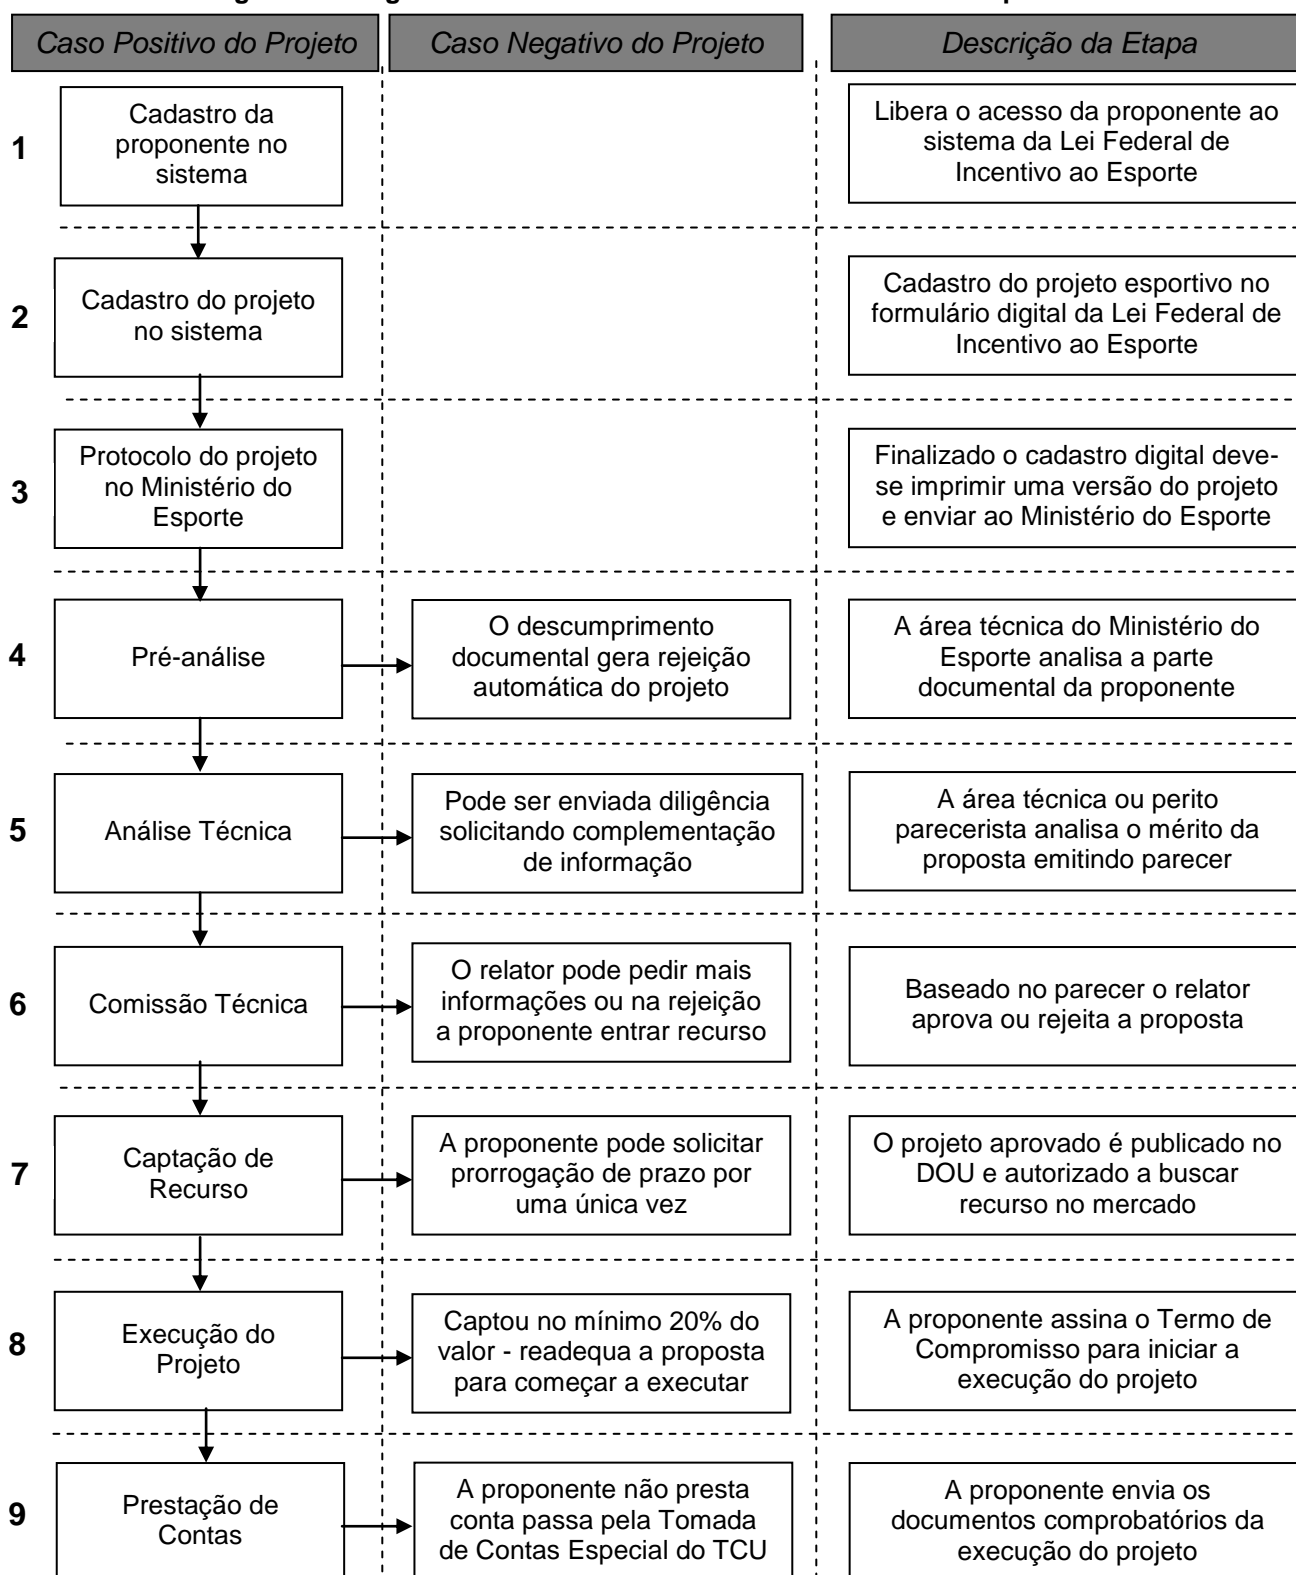 Caso Positivo do Projeto
Caso Negativo do Projeto
Descrição da Etapa
1
Cadastro da
proponente no
sistema
Libera o acesso da proponente ao
sistema da Lei Federal de
Incentivo ao Esporte
2
Cadastro do projeto
no sistema
Cadastro do projeto esportivo no
formulário digital da Lei Federal de
Incentivo ao Esporte
3
Protocolo do projeto
no Ministério do
Esporte
Finalizado o cadastro digital deve-
se imprimir uma versão do projeto
e enviar ao Ministério do Esporte
4
Pré-análise
O descumprimento
documental gera rejeição
automática do projeto
A área técnica do Ministério do
Esporte analisa a parte
documental da proponente
5
Análise Técnica
Pode ser enviada diligência
solicitando complementação
de informação
A área técnica ou perito
parecerista analisa o mérito da
proposta emitindo parecer
6
Comissão Técnica
O relator pode pedir mais
informações ou na rejeição
a proponente entrar recurso
Baseado no parecer o relator
aprova ou rejeita a proposta
7
Captação de
Recurso
A proponente pode solicitar
prorrogação de prazo por
uma única vez
O projeto aprovado é publicado no
DOU e autorizado a buscar
recurso no mercado
8
Execução do
Projeto
Captou no mínimo 20% do
valor - readequa a proposta
para começar a executar
A proponente assina o Termo de
Compromisso para iniciar a
execução do projeto
9
Prestação de
Contas
A proponente não presta
conta passa pela Tomada
de Contas Especial do TCU
A proponente envia os
documentos comprobatórios da
execução do projeto